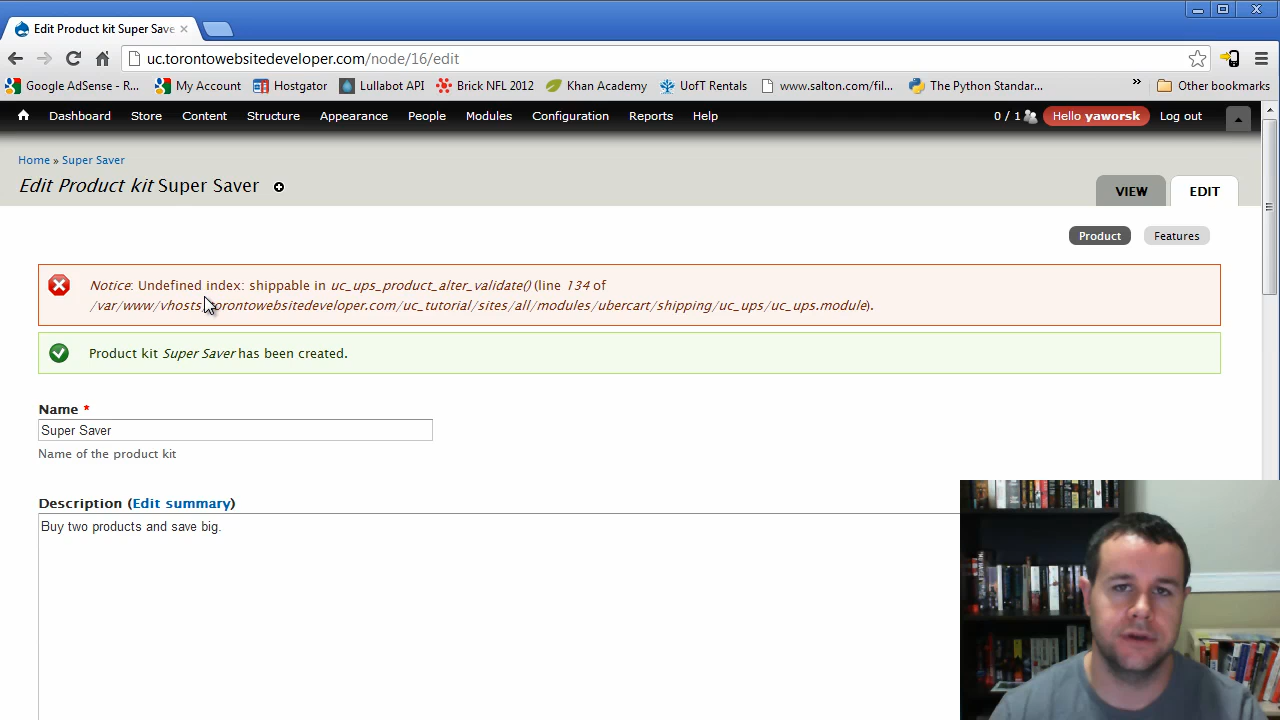 Edit Product kit Super Save
uc.torontowebsitedeveloper.com/node/16/edit
Google AdSense - R... My Account Hostgator Lullabot API Brick NFL 2012 Khan Academy UofT Rentals www.salton.com/fil... The Python Standar... » Other bookmarks
Dashboard Store Content Structure Appearance People Modules Configuration Reports Help 0 / 1 Hello yaworsk Log out
Home » Super Saver
Edit Product kit Super Saver
VIEW EDIT
Product Features
Notice: Undefined index: shippable in uc_ups_product_alter_validate() (line 134 of
/var/www/vhosts/torontowebsitedeveloper.com/uc_tutorial/sites/all/modules/ubercart/shipping/uc_ups/uc_ups.module).
Product kit Super Saver has been created.
Name *
Super Saver
Name of the product kit
Description (Edit summary)
Buy two products and save big.